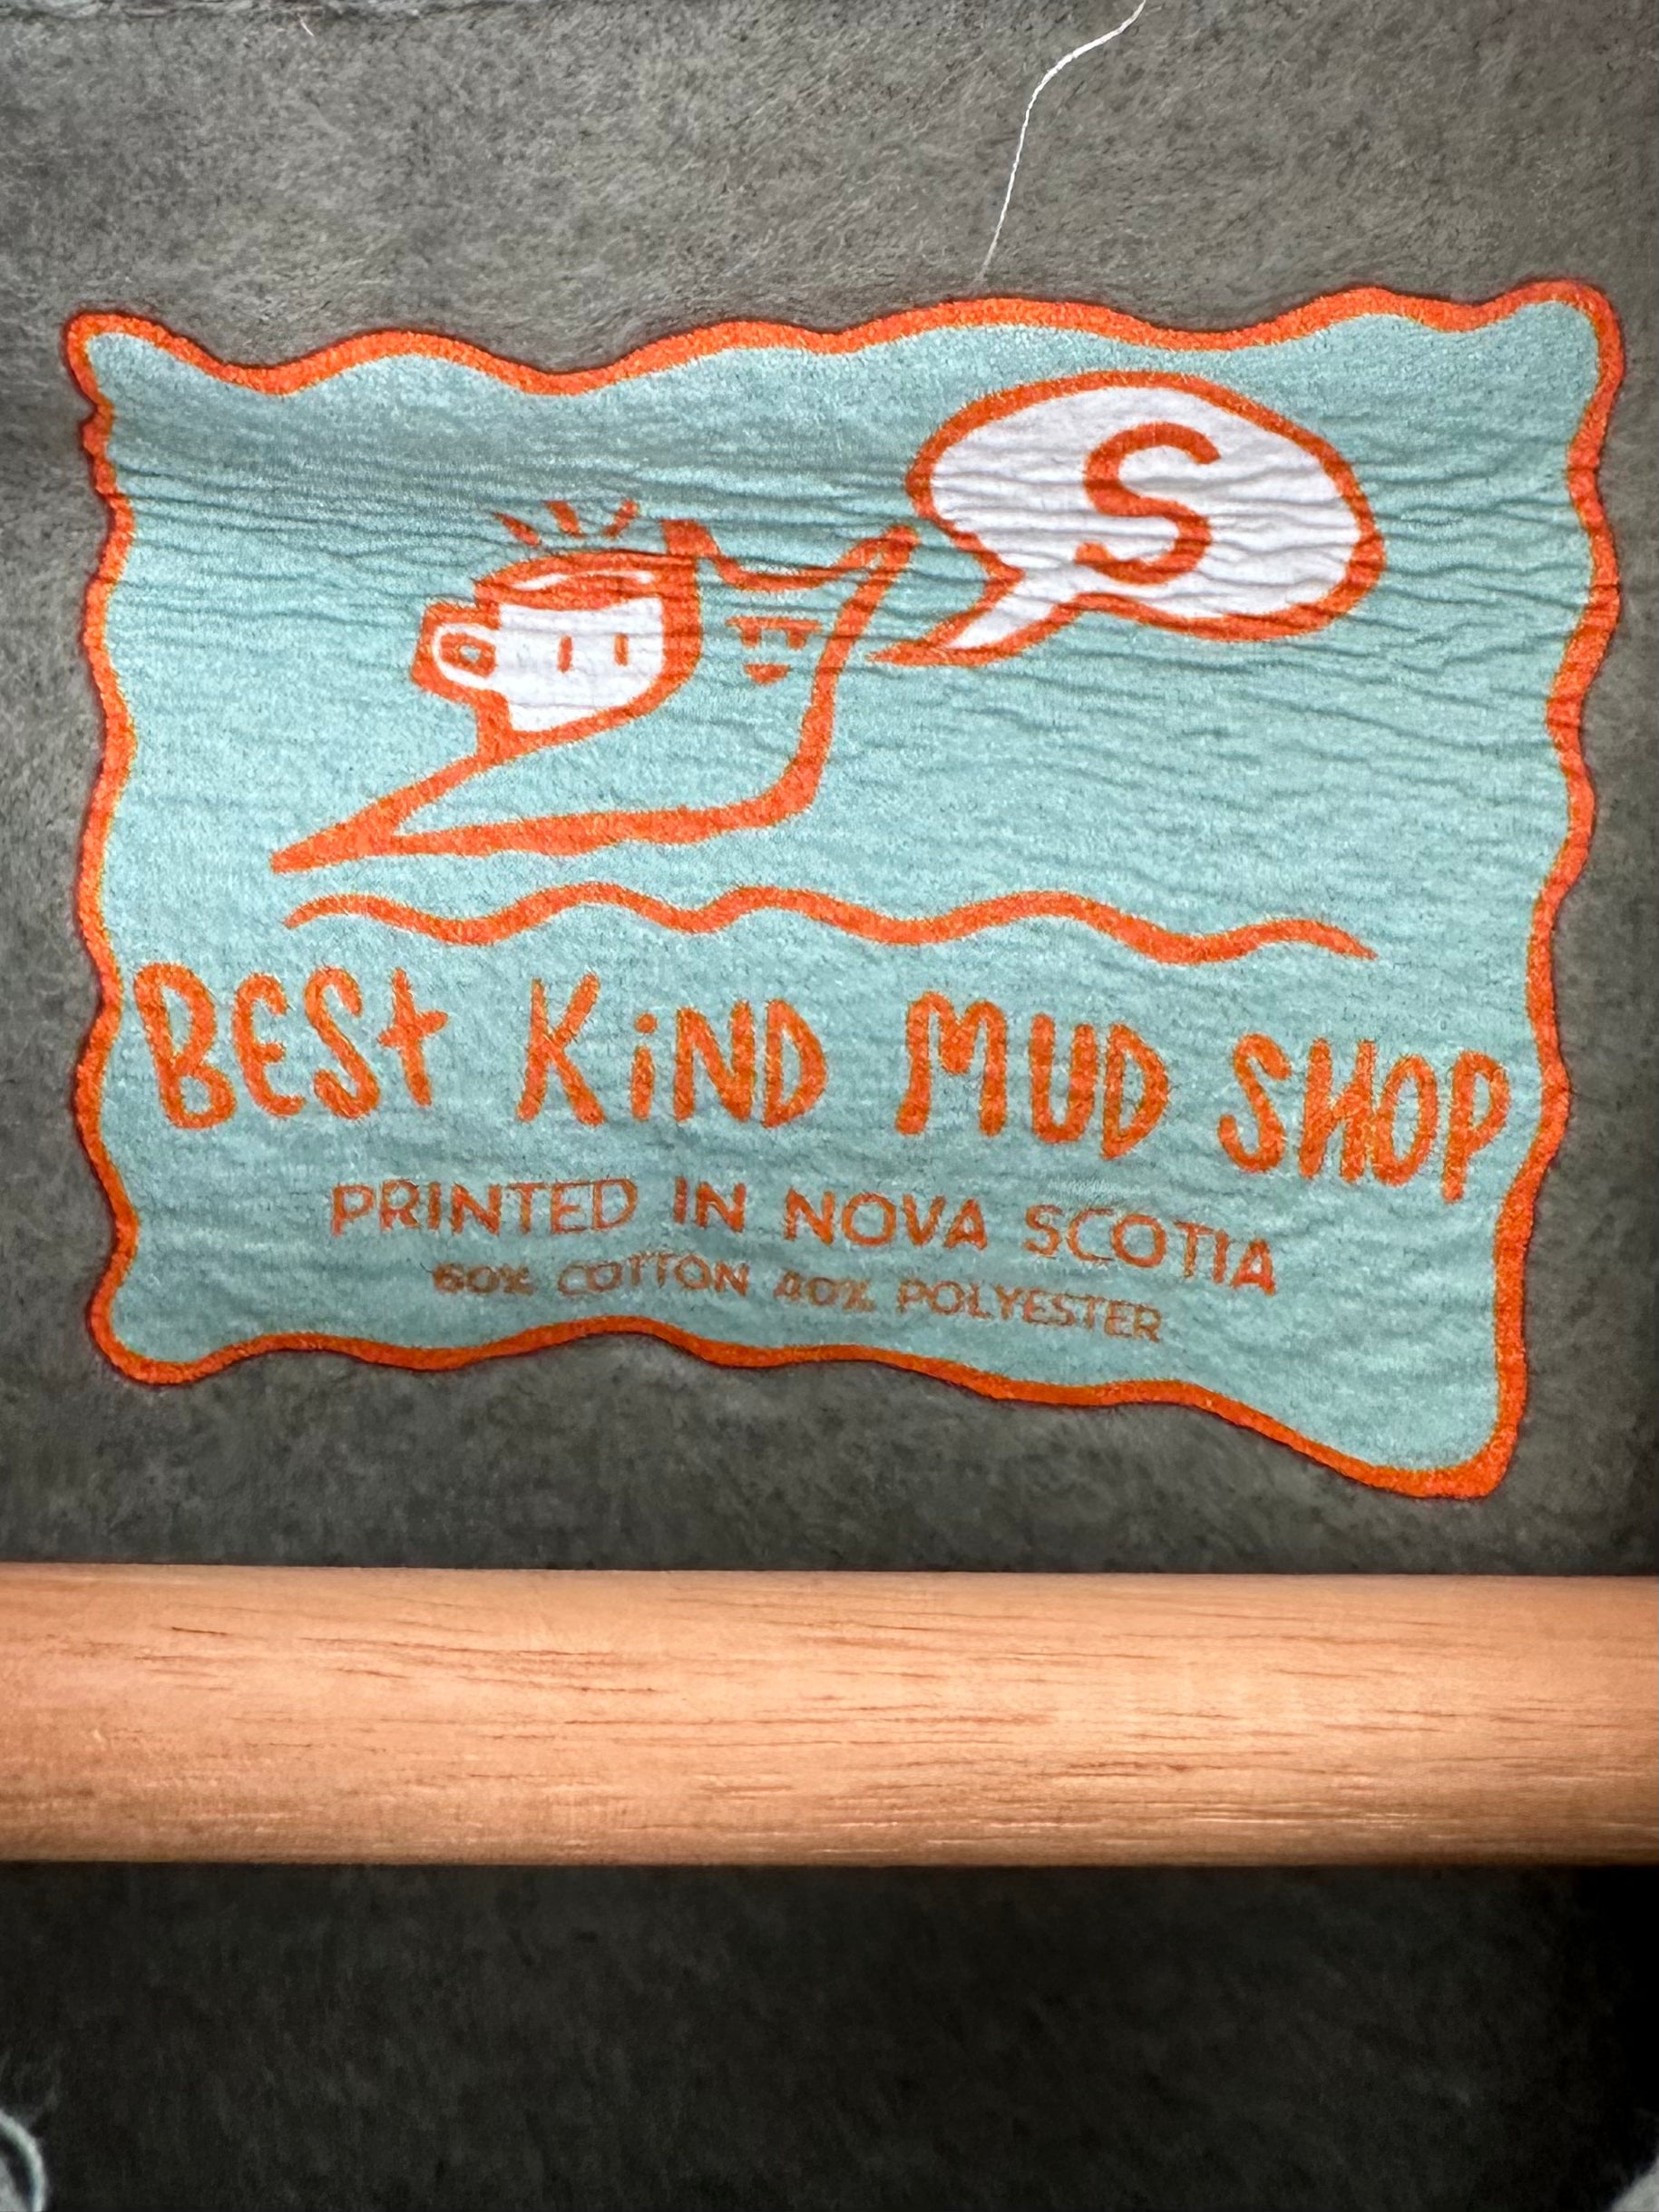 S
BEST KiND MUD SHOP
PRINTED IN NOVA SCOTIA
60% COTTON 40% POLYESTER